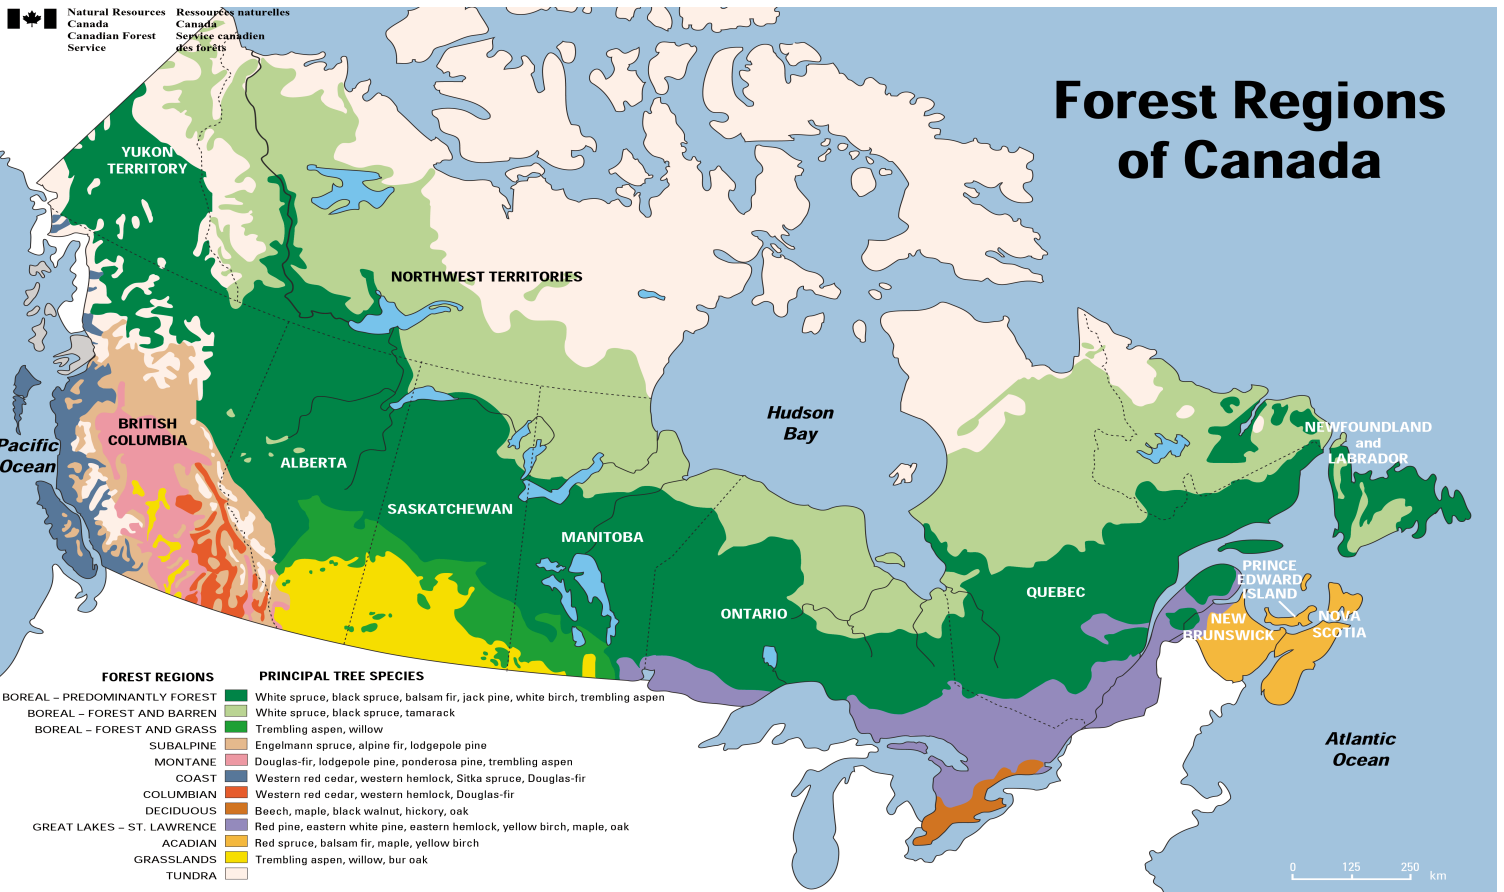 Natural Resources Canada
Canadian Forest Service
Ressources naturelles Canada
Service canadien des forêts
Forest Regions
of Canada
YUKON
TERRITORY
NORTHWEST TERRITORIES
Hudson
Bay
BRITISH
COLUMBIA
Pacific
Ocean
ALBERTA
SASKATCHEWAN
MANITOBA
ONTARIO
QUEBEC
NEWFOUNDLAND
and
LABRADOR
PRINCE
EDWARD
ISLAND
NEW
BRUNSWICK
NOVA
SCOTIA
Atlantic
Ocean
FOREST REGIONS PRINCIPAL TREE SPECIES
BOREAL – PREDOMINANTLY FOREST White spruce, black spruce, balsam fir, jack pine, white birch, trembling aspen
BOREAL – FOREST AND BARREN White spruce, black spruce, tamarack
BOREAL – FOREST AND GRASS Trembling aspen, willow
SUBALPINE Engelmann spruce, alpine fir, lodgepole pine
MONTANE Douglas-fir, lodgepole pine, ponderosa pine, trembling aspen
COAST Western red cedar, western hemlock, Sitka spruce, Douglas-fir
COLUMBIAN Western red cedar, western hemlock, Douglas-fir
DECIDUOUS Beech, maple, black walnut, hickory, oak
GREAT LAKES – ST. LAWRENCE Red pine, eastern white pine, eastern hemlock, yellow birch, maple, oak
ACADIAN Red spruce, balsam fir, maple, yellow birch
GRASSLANDS Trembling aspen, willow, bur oak
TUNDRA
0 125 250
km